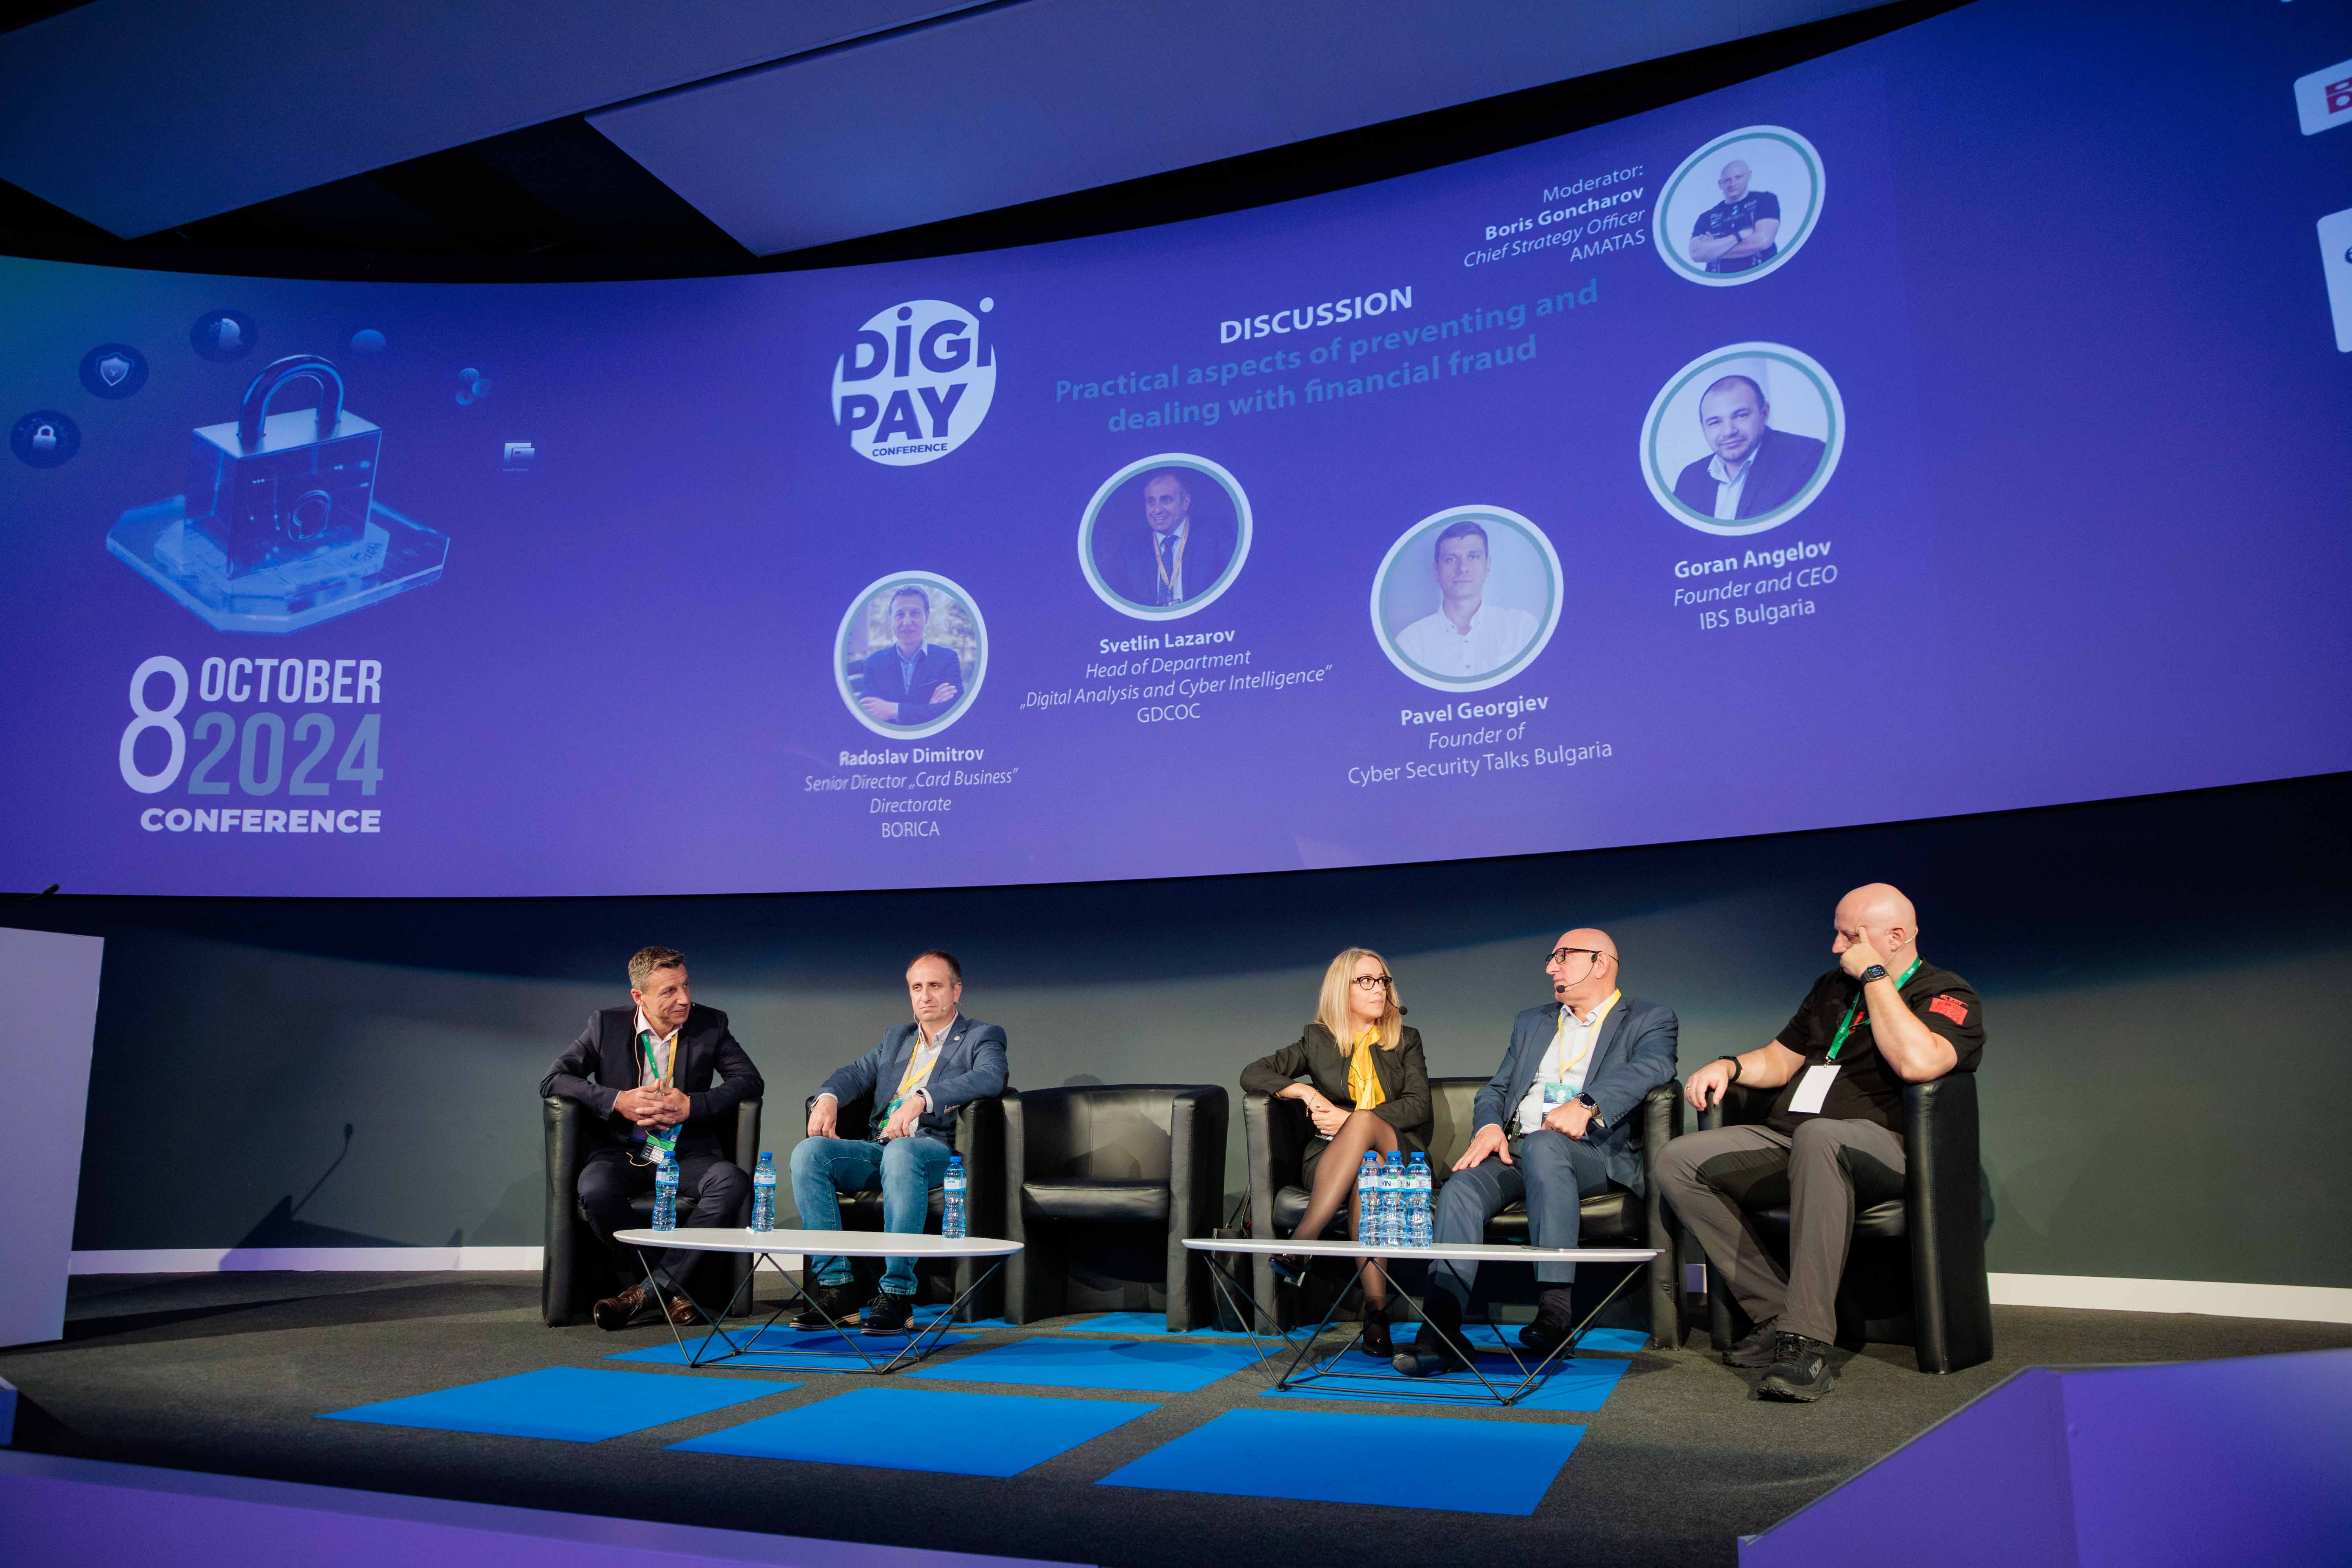 8 OCTOBER
2024
CONFERENCE
DiGi
PAY
CONFERENCE
DISCUSSION
Practical aspects of preventing and
dealing with financial fraud
Moderator:
Boris Goncharov
Chief Strategy Officer
AMATAS
Radoslav Dimitrov
Senior Director „Card Business”
Directorate
BORICA
Svetlin Lazarov
Head of Department
„Digital Analysis and Cyber Intelligence”
GDCOC
Pavel Georgiev
Founder of
Cyber Security Talks Bulgaria
Goran Angelov
Founder and CEO
IBS Bulgaria